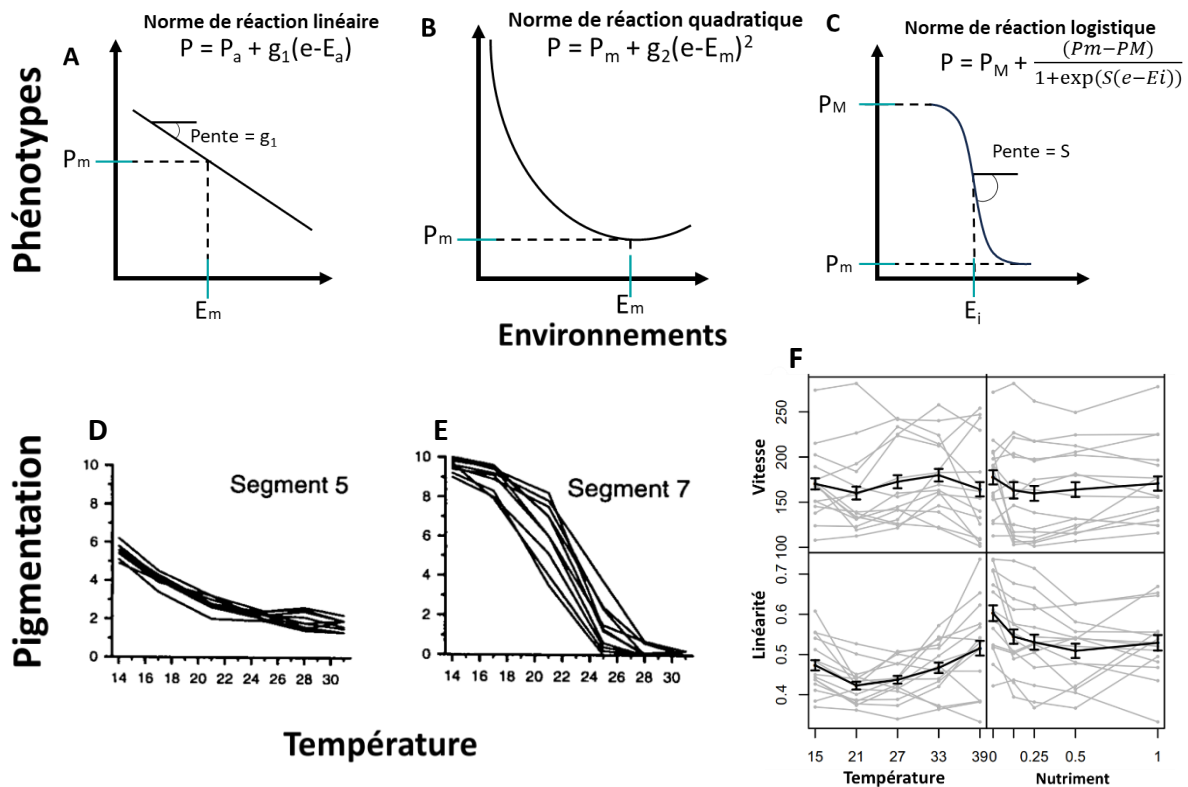 Phénotypes
A
Norme de réaction linéaire
P = Pa + g1(e-Ea)
Pente = g1
Pm
Em
B
Norme de réaction quadratique
P = Pm + g2(e-Em)2
Pm
Em
C
Norme de réaction logistique
P = PM + (Pm−PM)
1+exp(S(e−Ei))
PM
Pente = S
Pm
Ei
Environnements
Pigmentation
D
Segment 5
10
8
6
4
2
0
14 16 18 20 22 24 26 28 30
E
Segment 7
10
8
6
4
2
0
14 16 18 20 22 24 26 28 30
Température
F
Vitesse
250
200
150
100
Linéarité
0.7
0.6
0.5
0.4
15 21 27 33 39 0 0.25 0.5 1
Température
Nutriment